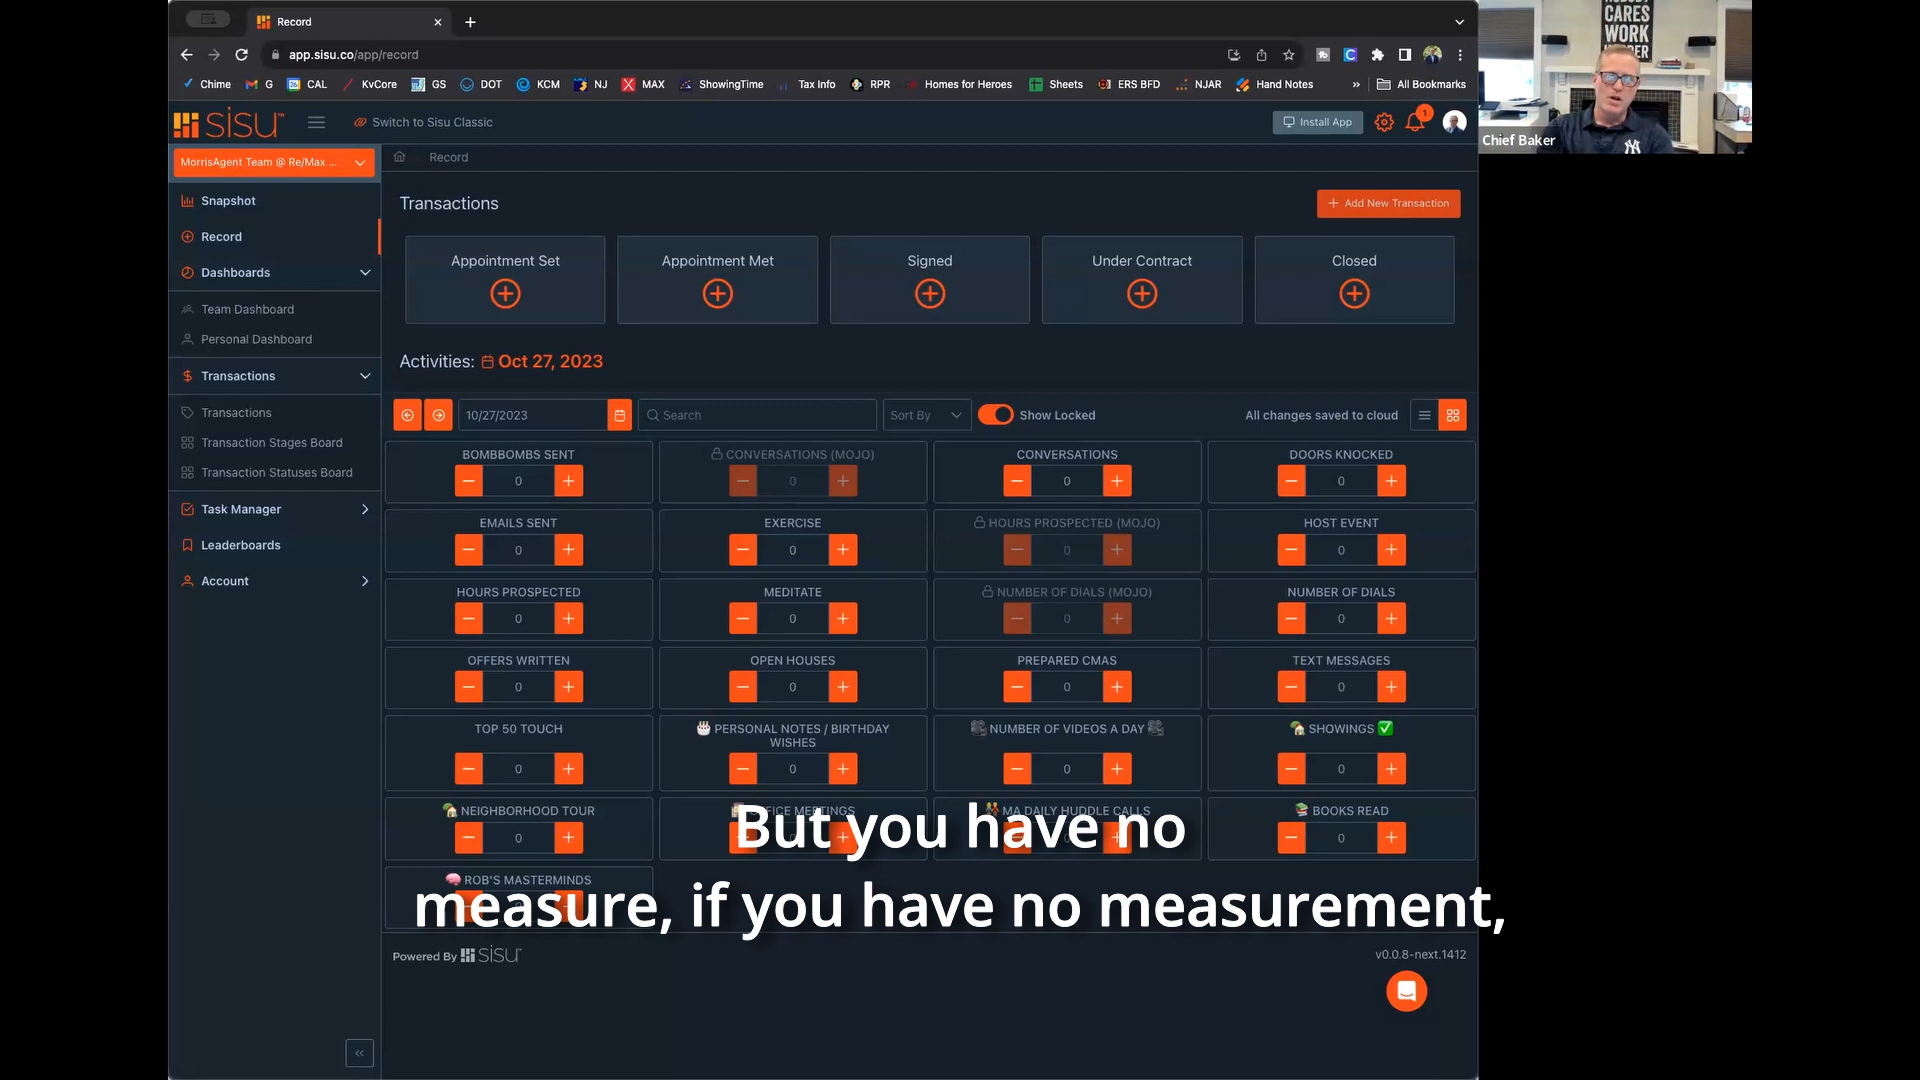 Record
app.sisu.co/app/record
Chime G CAL KvCore GS DOT KCM NJ MAX ShowingTime Tax Info RPR Homes for Heroes Sheets ERS BFD NJAR Hand Notes » All Bookmarks
CARES
WORK
Chief Baker
sisu
Switch to Sisu Classic
Install App
1
MorrisAgent Team @ Re/Max ...
Snapshot
Record
Dashboards
Team Dashboard
Personal Dashboard
Transactions
Transactions
Transaction Stages Board
Transaction Statuses Board
Task Manager
Leaderboards
Account
Record
Transactions
+ Add New Transaction
Appointment Set
Appointment Met
Signed
Under Contract
Closed
Activities: Oct 27, 2023
10/27/2023
Search
Sort By
Show Locked
All changes saved to cloud
BOMBBOMBS SENT
0
CONVERSATIONS (MOJO)
0
CONVERSATIONS
0
DOORS KNOCKED
0
EMAILS SENT
0
EXERCISE
0
HOURS PROSPECTED (MOJO)
0
HOST EVENT
0
HOURS PROSPECTED
0
MEDITATE
0
NUMBER OF DIALS (MOJO)
0
NUMBER OF DIALS
0
OFFERS WRITTEN
0
OPEN HOUSES
0
PREPARED CMAS
0
TEXT MESSAGES
0
TOP 50 TOUCH
0
🎂 PERSONAL NOTES / BIRTHDAY
WISHES
0
🎥 NUMBER OF VIDEOS A DAY 🎥
0
🏡 SHOWINGS ✅
0
🏡 NEIGHBORHOOD TOUR
0
OFFICE MEETINGS
MA DAILY HUDDLE CALLS
📚 BOOKS READ
0
🧠 ROB'S MASTERMINDS
But you have no
measure, if you have no measurement,
Powered By sisu
v0.0.8-next.1412